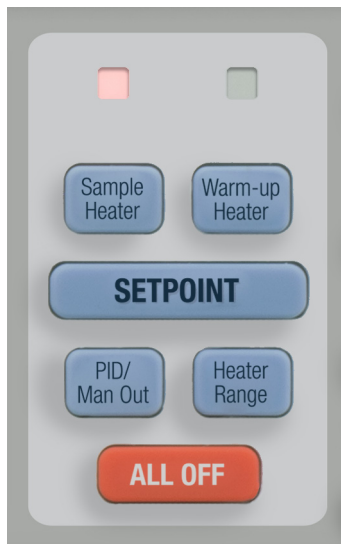 Sample Warm-up
Heater Heater
SETPOINT
PID/ Heater
Man Out Range
ALL OFF